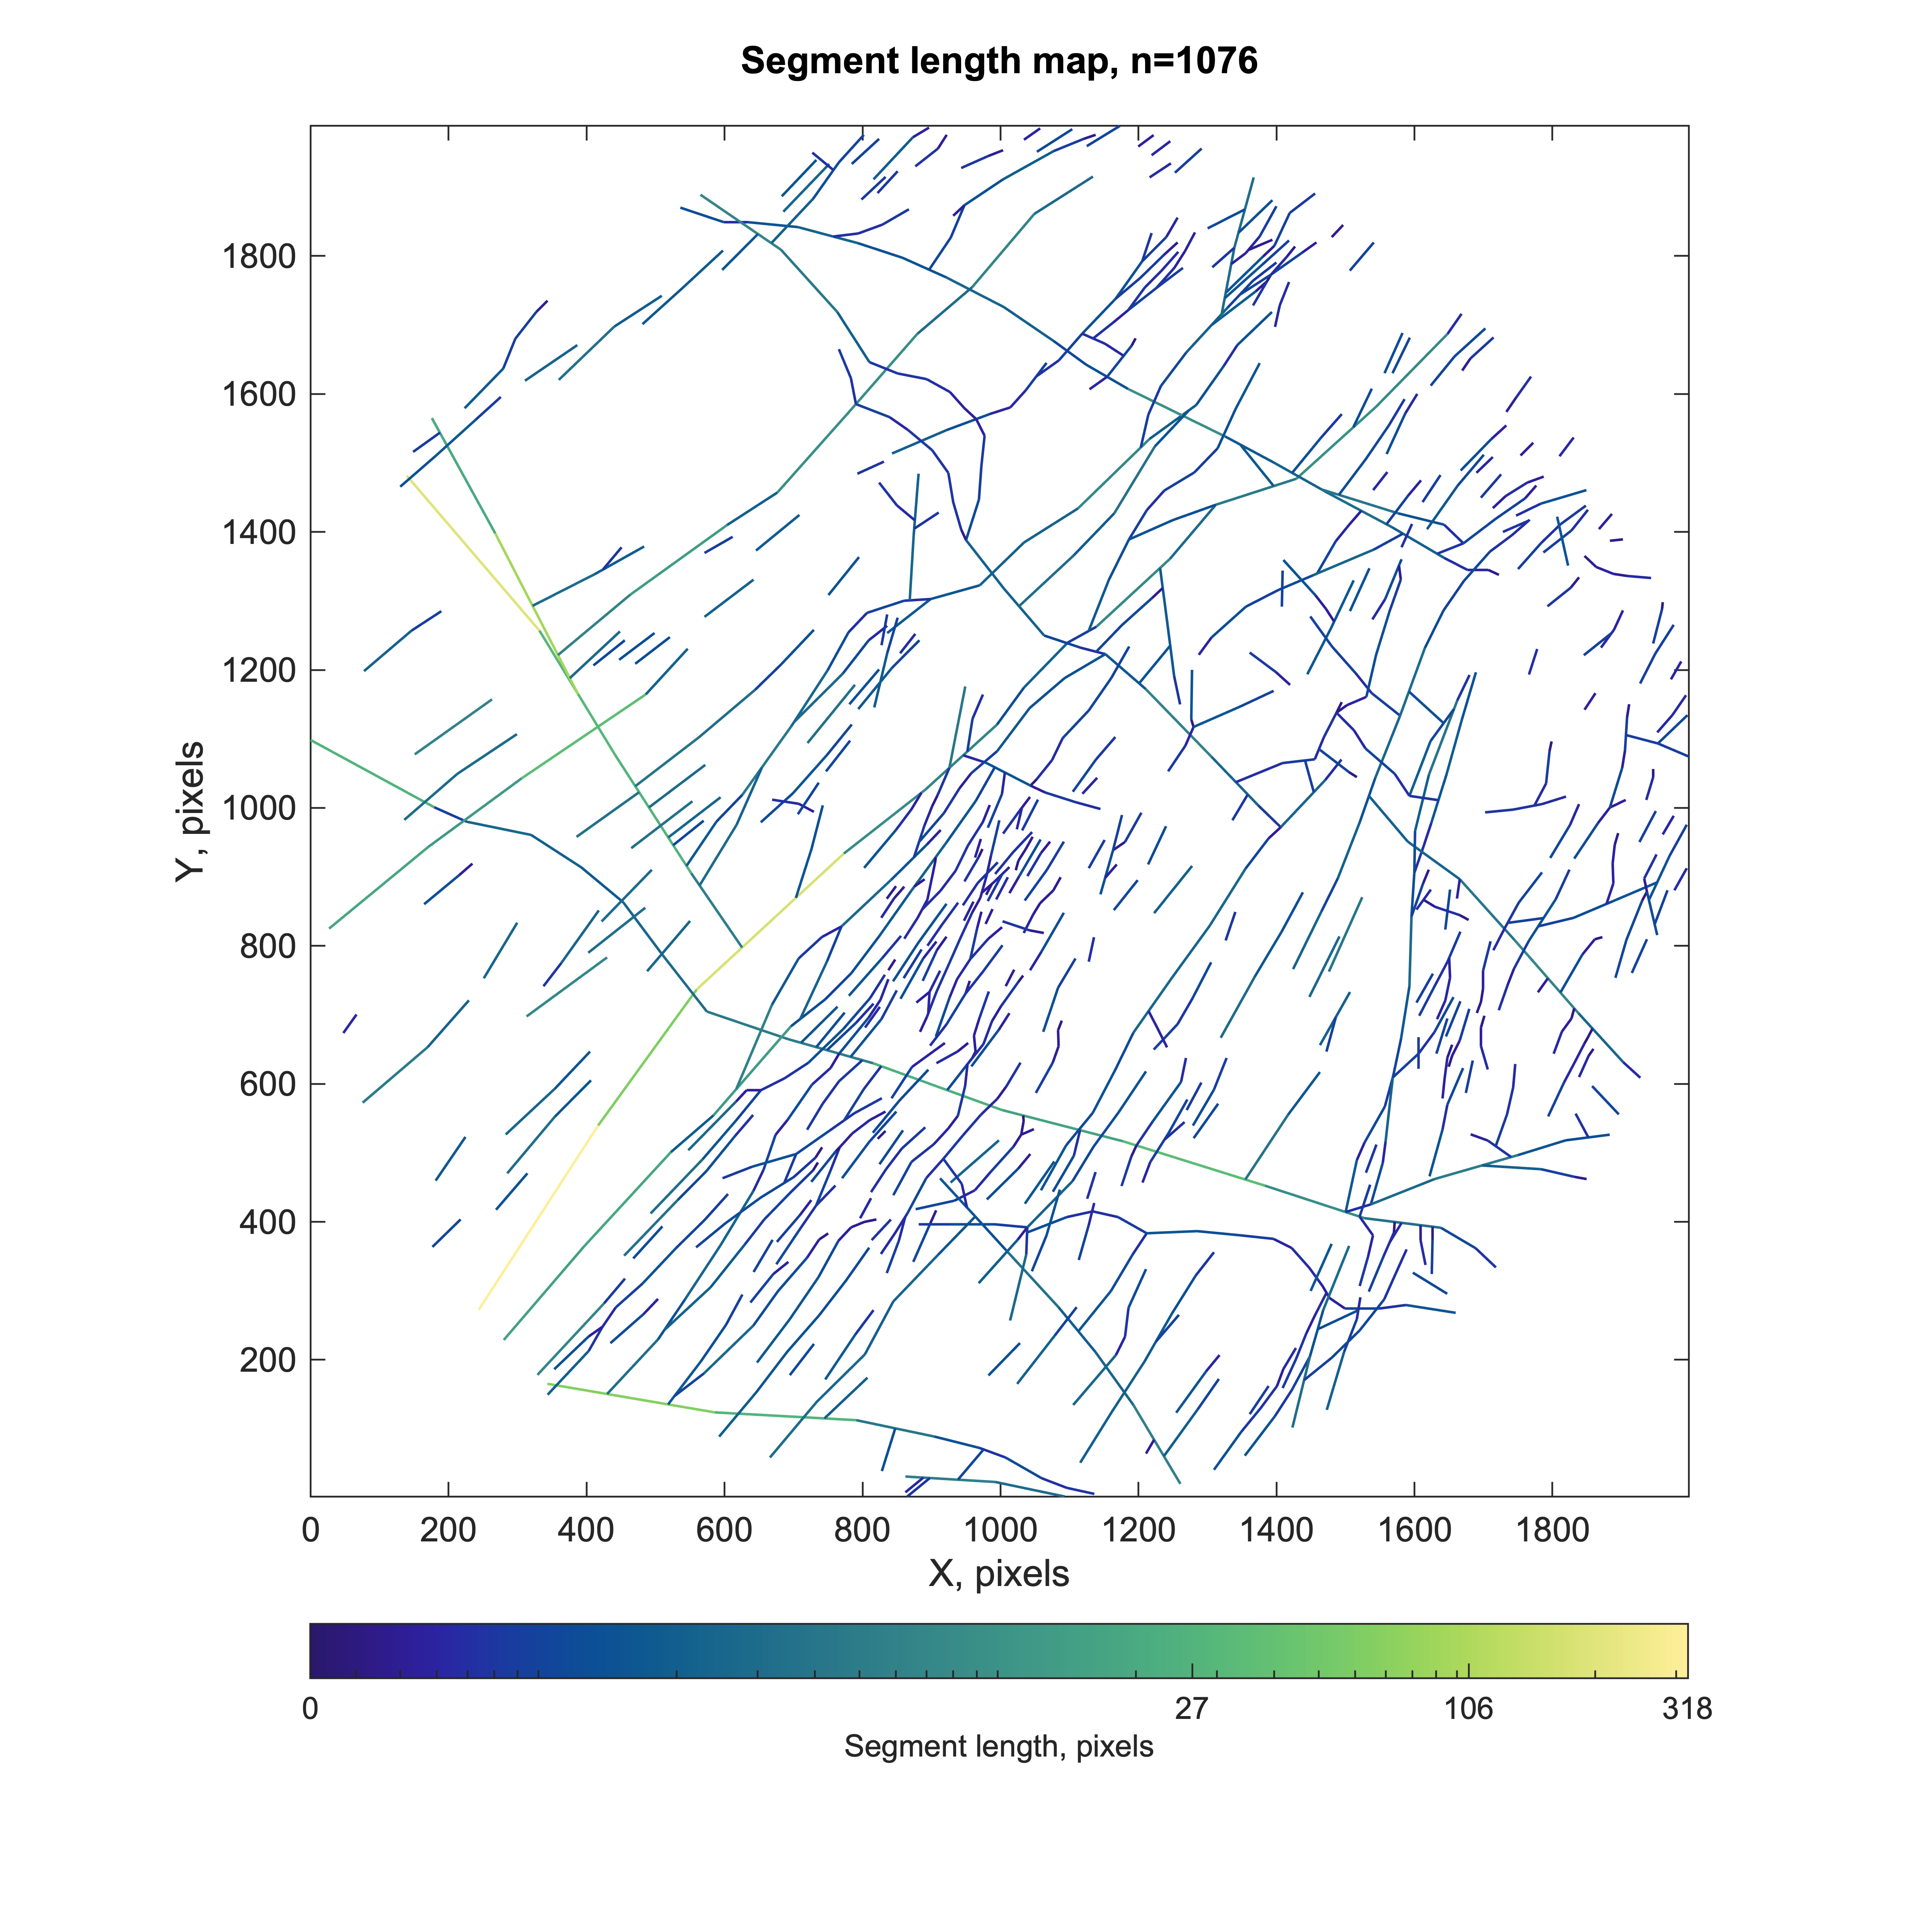 Segment length map, n=1076
1800
1600
1400
1200
1000
800
600
400
200
Y, pixels
0 200 400 600 800 1000 1200 1400 1600 1800
X, pixels
0 27 106 318
Segment length, pixels